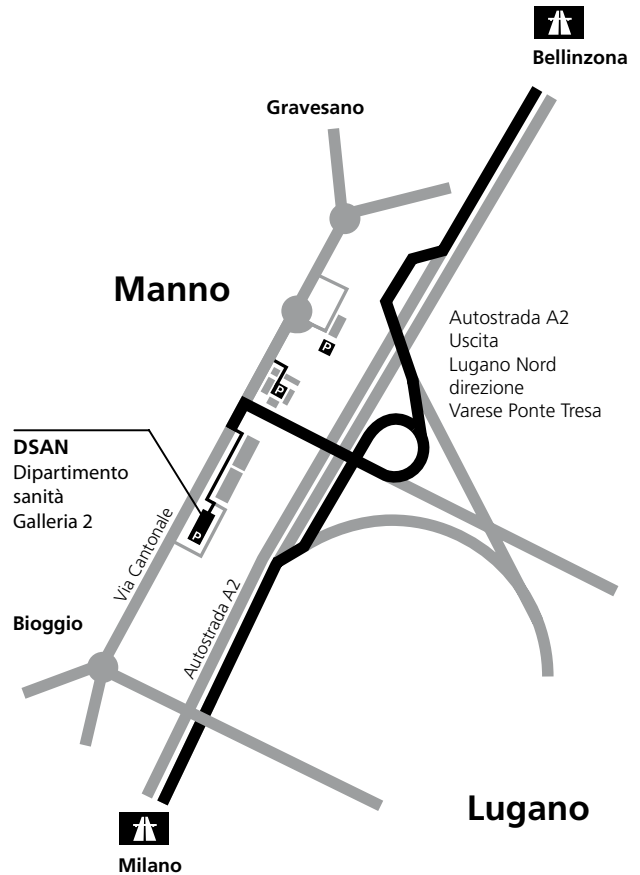 Bellinzona
Gravesano
Manno
Autostrada A2
Uscita
Lugano Nord
direzione
Varese Ponte Tresa
P
P
DSAN
Dipartimento
sanità
Galleria 2
P
Via Cantonale
Autostrada A2
Bioggio
Lugano
Milano